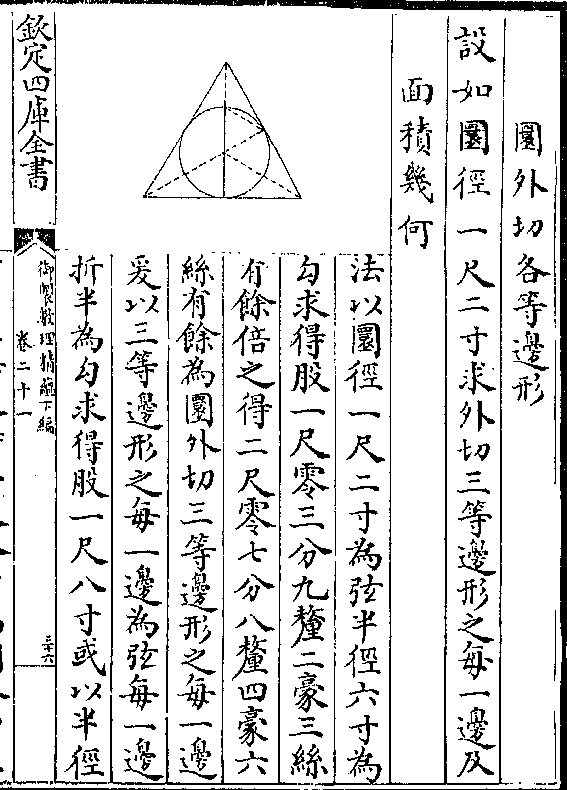 圜外切各等邊形
設如圜徑一尺二寸求外切三等邊形之每一邊及
面積幾何
法以圜徑一尺二寸為弦半徑六寸為
勾求得股一尺零三分九釐二豪三絲
有餘倍之得二尺零七分八釐四豪六
絲有餘為圜外切三等邊形之每一邊
爰以三等邊形之每一邊為弦每一邊
折半為勾求得股一尺八寸或以半徑
欽定四庫全書
御製數理精蘊下編
卷二十一
三十六